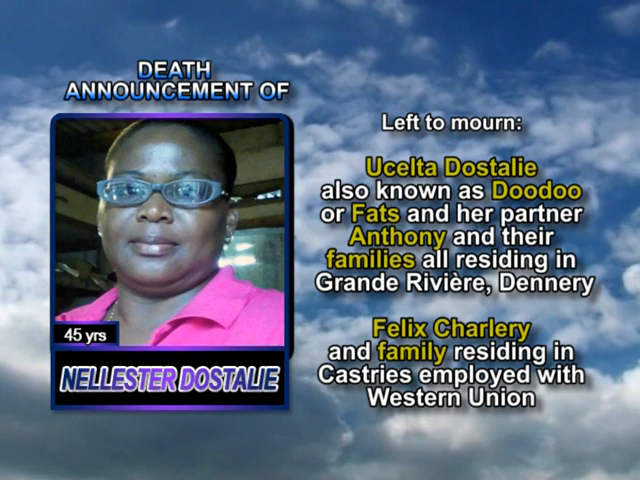 DEATH
ANNOUNCEMENT OF
45 yrs
NELLESTER DOSTALIE
Left to mourn:
Ucelta Dostalie
also known as Doodoo
or Fats and her partner
Anthony and their
families all residing in
Grande Rivière, Dennery
Felix Charlery
and family residing in
Castries employed with
Western Union